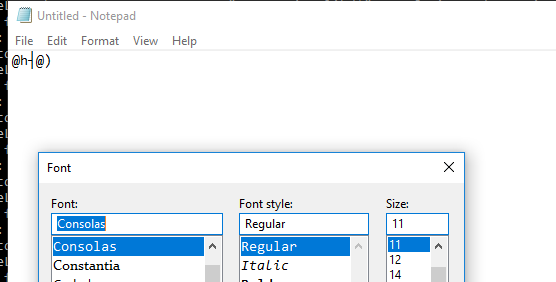 Untitled - Notepad
File Edit Format View Help
@h-@)
Font
Font: Font style: Size:
Consolas Regular 11
Consolas Regular 11
Constantia Italic 12
14